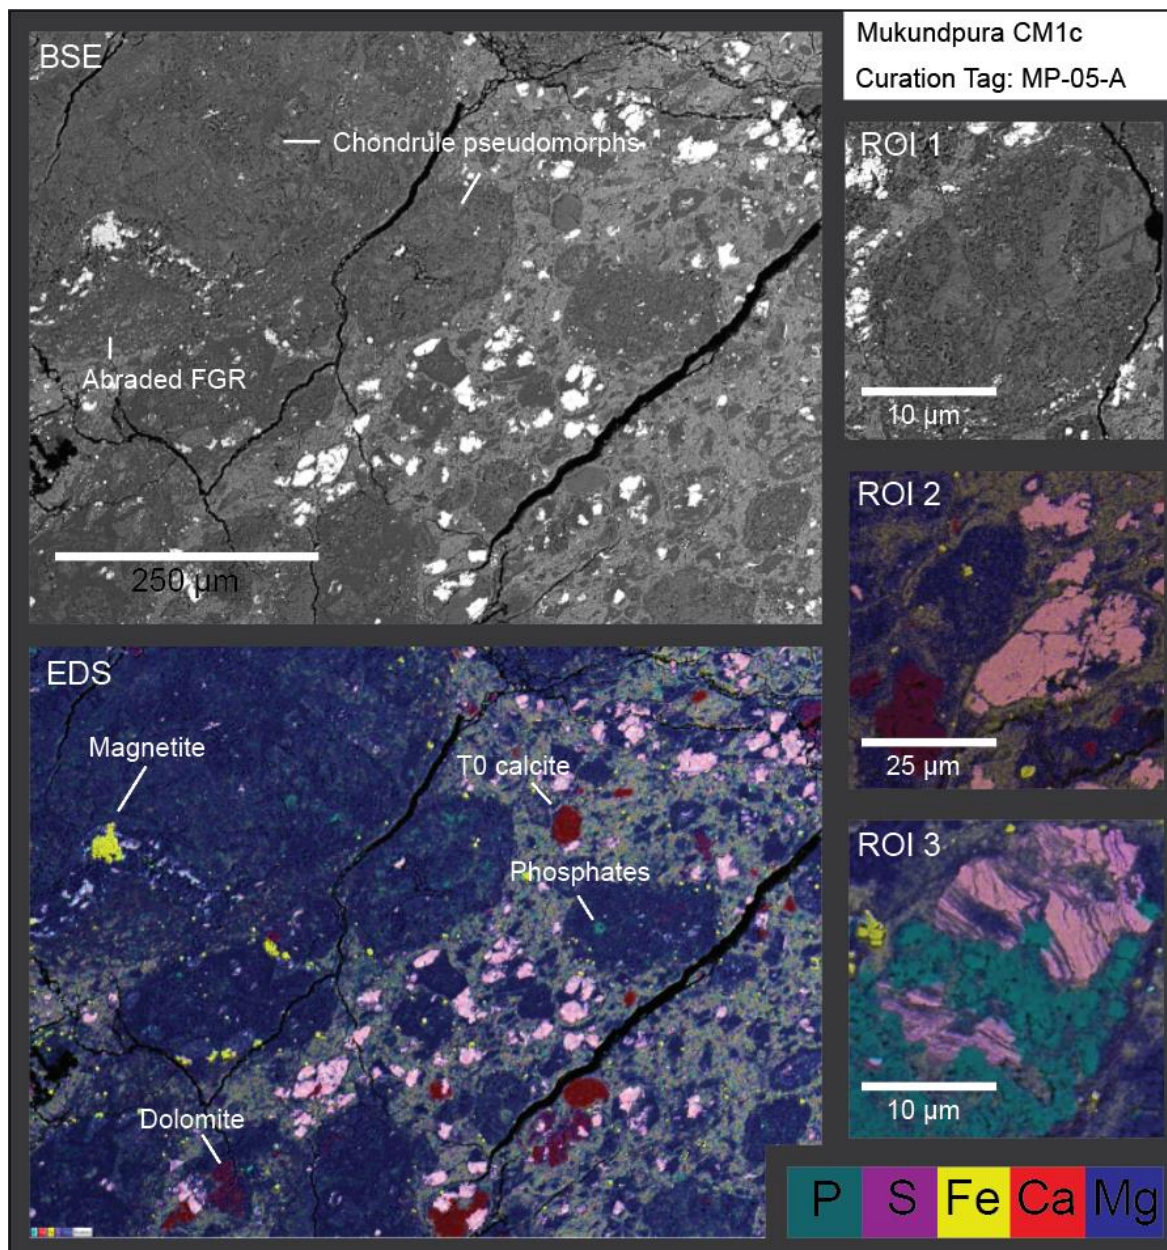 BSE
Chondrule pseudomorphs
Abraded FGR
250 µm
Mukundpura CM1c
Curation Tag: MP-05-A
ROI 1
10 µm
ROI 2
25 µm
ROI 3
10 µm
EDS
Magnetite
T0 calcite
Phosphates
Dolomite
P S Fe Ca Mg